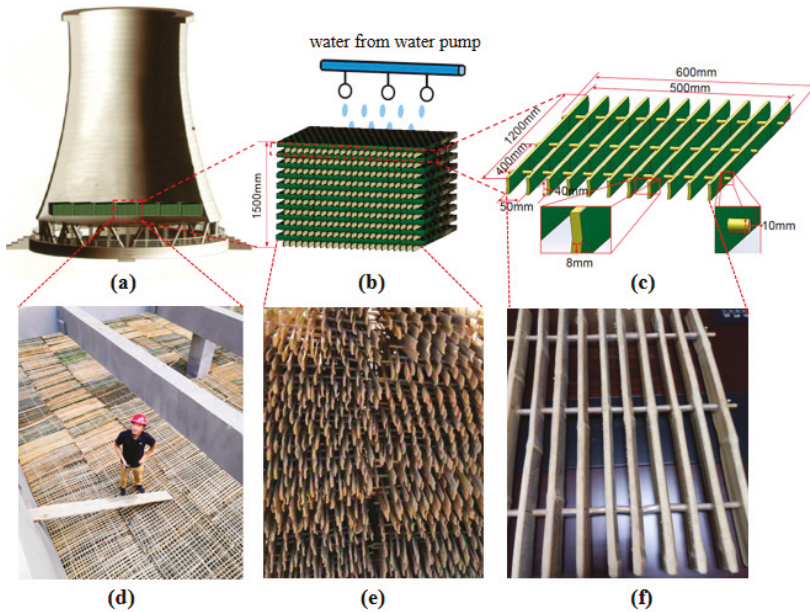 water from water pump
1500mm
600mm
500mm
1200mm
400mm
40mm
50mm
8mm
10mm
(a)
(b)
(c)
(d)
(e)
(f)